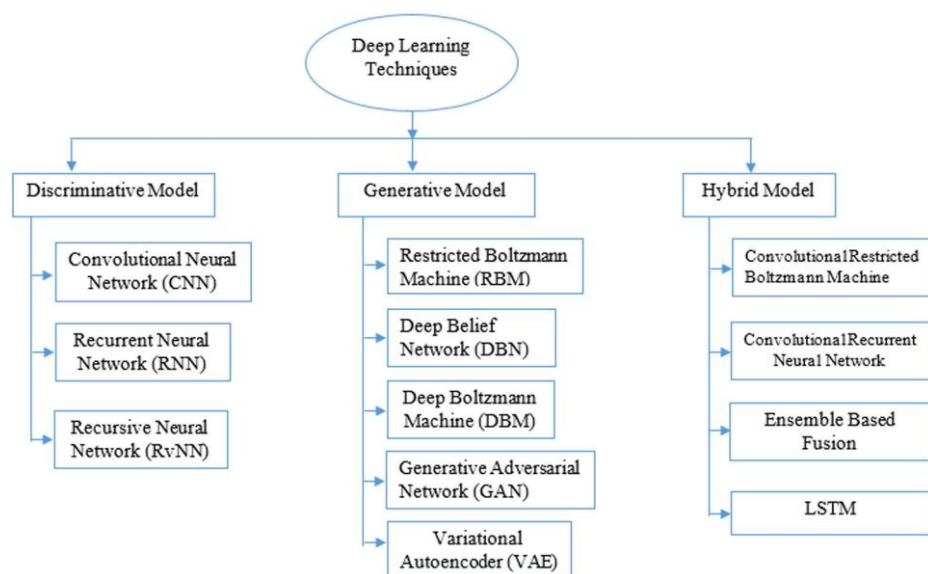 Deep Learning
Techniques
Discriminative Model
Generative Model
Hybrid Model
Convolutional Neural
Network (CNN)
Recurrent Neural
Network (RNN)
Recursive Neural
Network (RvNN)
Restricted Boltzmann
Machine (RBM)
Deep Belief
Network (DBN)
Deep Boltzmann
Machine (DBM)
Generative Adversarial
Network (GAN)
Variational
Autoencoder (VAE)
Convolutional Restricted
Boltzmann Machine
Convolutional Recurrent
Neural Network
Ensemble Based
Fusion
LSTM